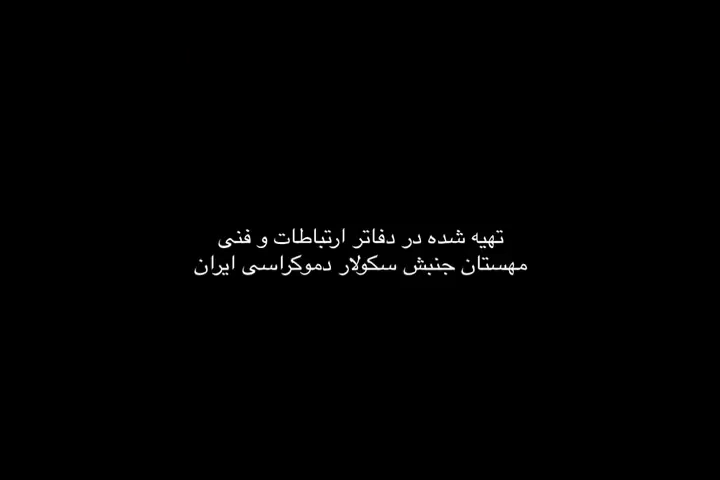 تهیه شده در دفاتر ارتباطات و فنی
مهستان جنبش سکولار دموکراسی ایران